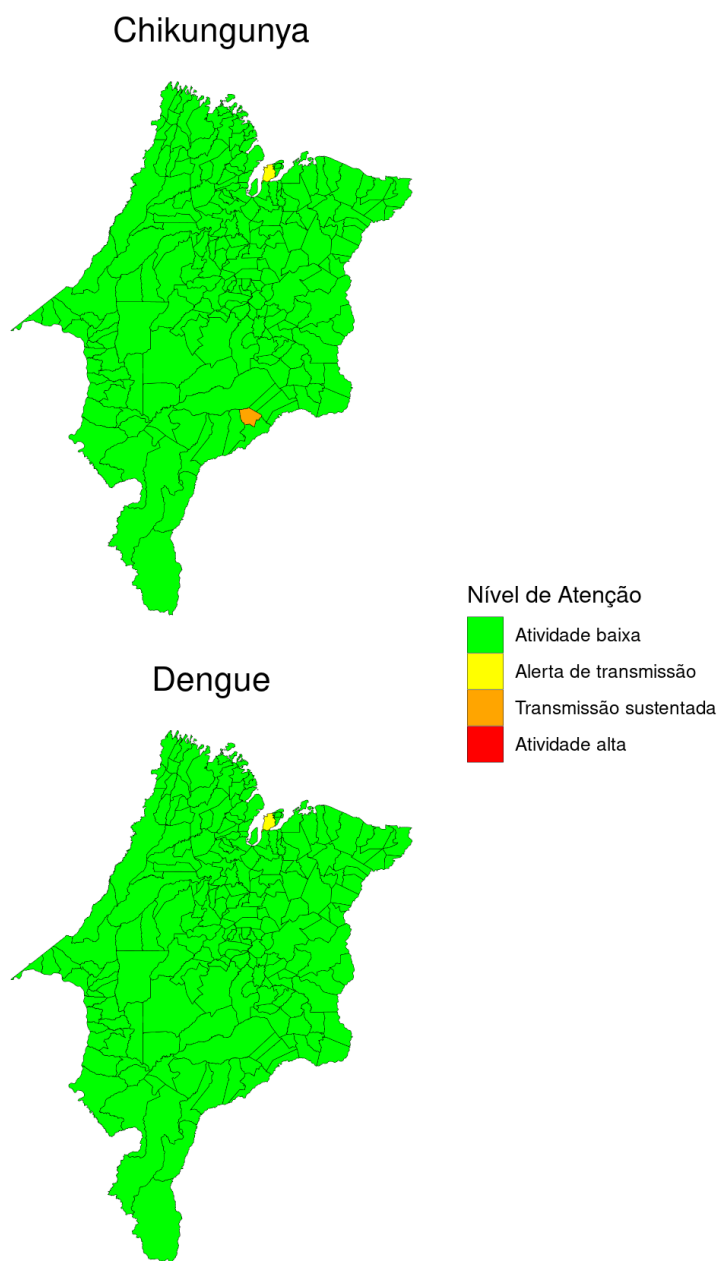 Chikungunya
Nível de Atenção
Atividade baixa
Alerta de transmissão
Transmissão sustentada
Atividade alta
Dengue